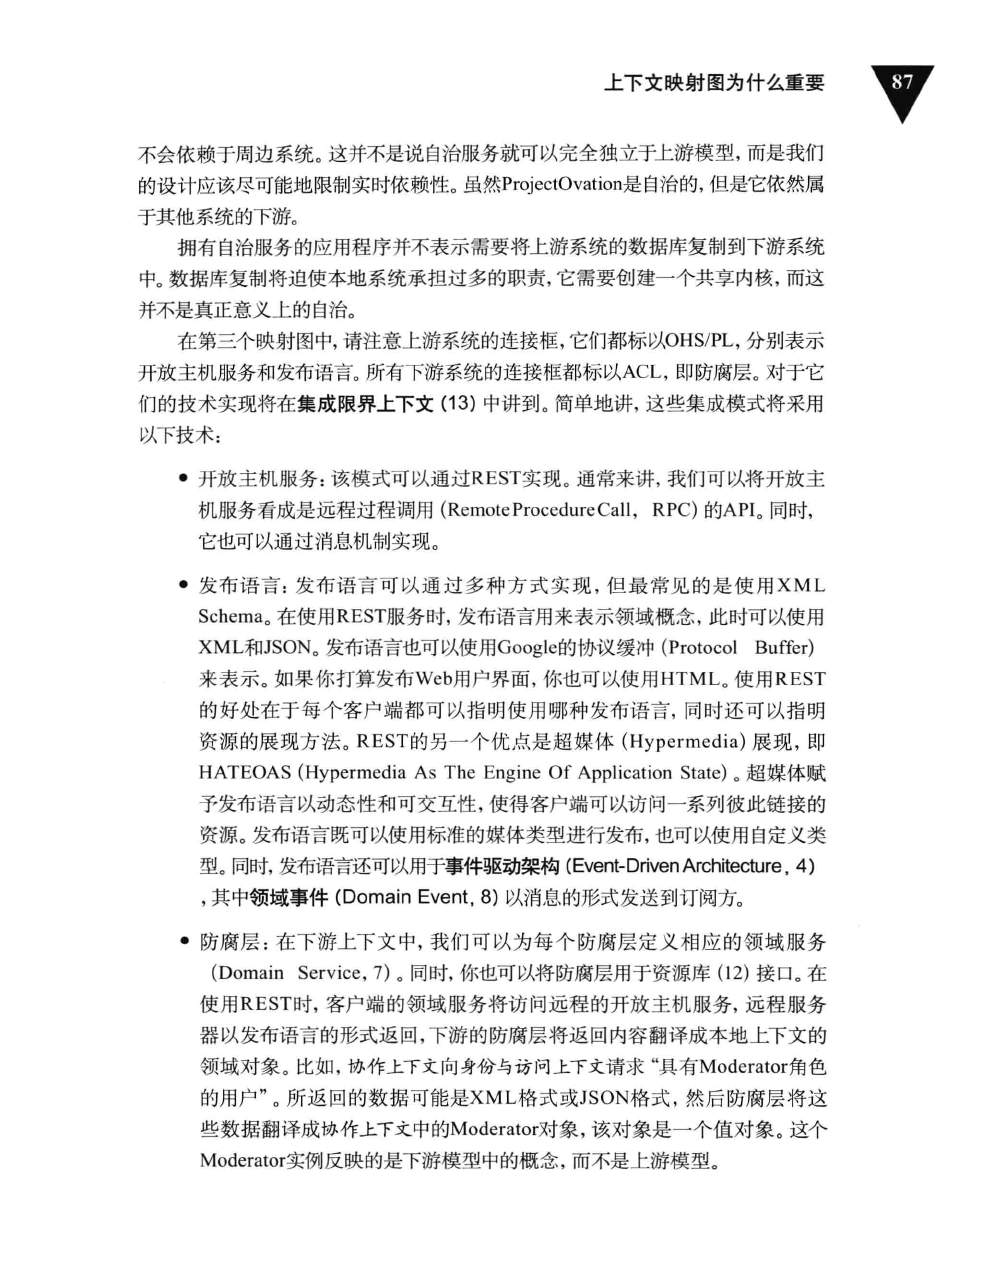 上下文映射图为什么重要
87
不会依赖于周边系统。这并不是说自治服务就可以完全独立于上游模型，而是我们
的设计应该尽可能地限制实时依赖性。虽然ProjectOvation是自治的，但是它依然属
于其他系统的下游。
拥有自治服务的应用程序并不表示需要将上游系统的数据库复制到下游系统
中。数据库复制将迫使本地系统承担过多的职责，它需要创建一个共享内核，而这
并不是真正意义上的自治。
在第三个映射图中，请注意上游系统的连接框，它们都标以OHS/PL，分别表示
开放主机服务和发布语言。所有下游系统的连接框都标以ACL，即防腐层。对于它
们的技术实现将在集成限界上下文（13）中讲到。简单地讲，这些集成模式将采用
以下技术：
● 开放主机服务：该模式可以通过REST实现。通常来讲，我们可以将开放主
机服务看成是远程过程调用（Remote Procedure Call，RPC）的API。同时，
它也可以通过消息机制实现。
● 发布语言：发布语言可以通过多种方式实现，但最常见的是使用XML
Schema。在使用REST服务时，发布语言用来表示领域概念，此时可以使用
XML和JSON。发布语言也可以使用Google的协议缓冲（Protocol Buffer）
来表示。如果你打算发布Web用户界面，你也可以使用HTML。使用REST
的好处在于每个客户端都可以指明使用哪种发布语言，同时还可以指明
资源的展现方法。REST的另一个优点是超媒体（Hypermedia）展现，即
HATEOAS（Hypermedia As The Engine Of Application State）。超媒体赋
予发布语言以动态性和可交互性，使得客户端可以访问一系列彼此链接的
资源。发布语言既可以使用标准的媒体类型进行发布，也可以使用自定义类
型。同时，发布语言还可以用于事件驱动架构（Event-Driven Architecture，4）
，其中领域事件（Domain Event，8）以消息的形式发送到订阅方。
● 防腐层：在下游上下文中，我们可以为每个防腐层定义相应的领域服务
（Domain Service，7）。同时，你也可以将防腐层用于资源库（12）接口。在
使用REST时，客户端的领域服务将访问远程的开放主机服务，远程服务
器以发布语言的形式返回，下游的防腐层将返回内容翻译成本地上下文的
领域对象。比如，协作上下文向身份与访问上下文请求“具有Moderator角色
的用户”。所返回的数据可能是XML格式或JSON格式，然后防腐层将这
些数据翻译成协作上下文中的Moderator对象，该对象是一个值对象。这个
Moderator实例反映的是下游模型中的概念，而不是上游模型。